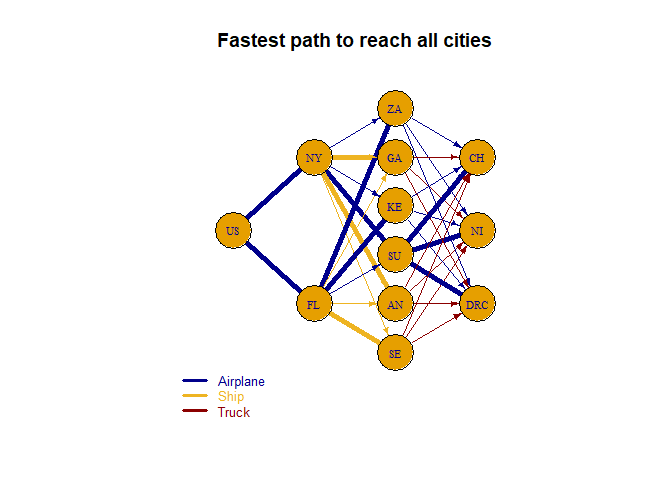 Fastest path to reach all cities
ZA
NY
GA
CH
KE
US
NI
SU
FL
AN
DRC
SE
Airplane
Ship
Truck